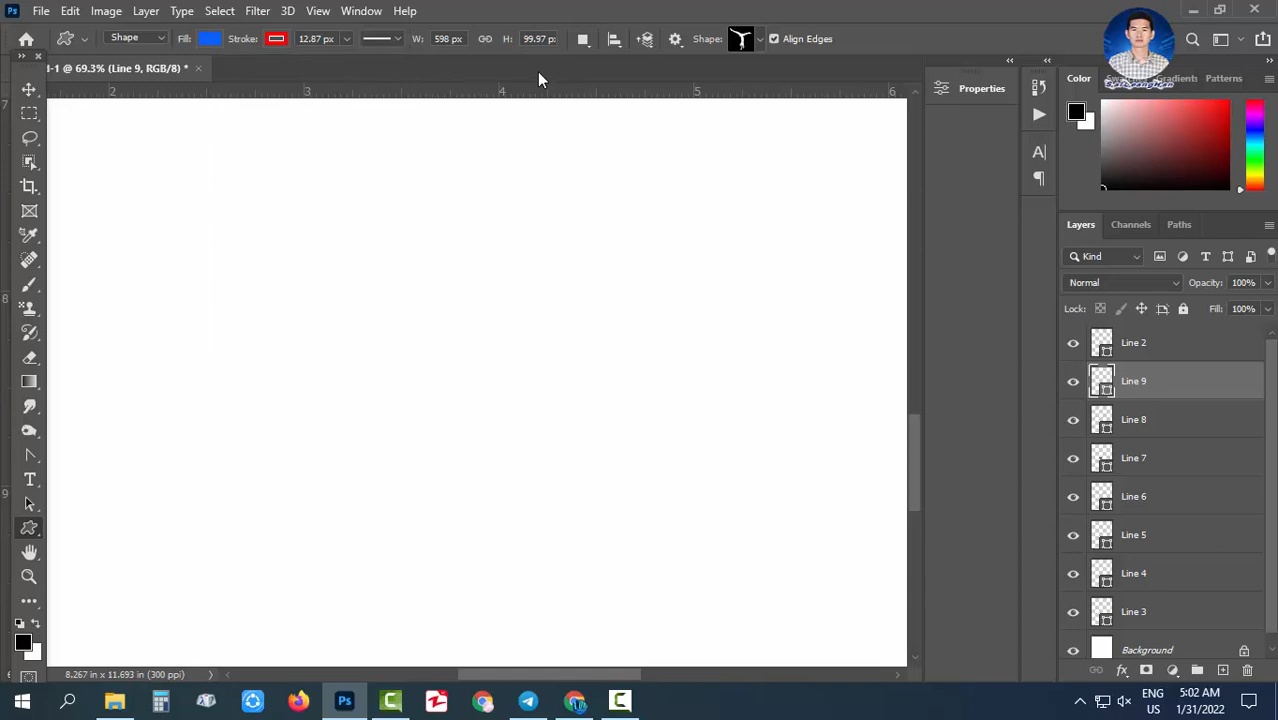 Ps File Edit Image Layer Type Select Filter 3D View Window Help
Shape Fill: Stroke: 12.87 px W: 598 px H: 99.97 p: Shape: Align Edges
l-1 @ 69.3% (Line 9, RGB/8) * ×
2 3 4 5 6
7
8
9
Properties
Color Gradients Patterns
Layers Channels Paths
Kind
Normal Opacity: 100%
Lock: Fill: 100%
Line 2
Line 9
Line 8
Line 7
Line 6
Line 5
Line 4
Line 3
Background
8.267 in x 11.693 in (300 ppi)
ENG 5:02 AM
US 1/31/2022